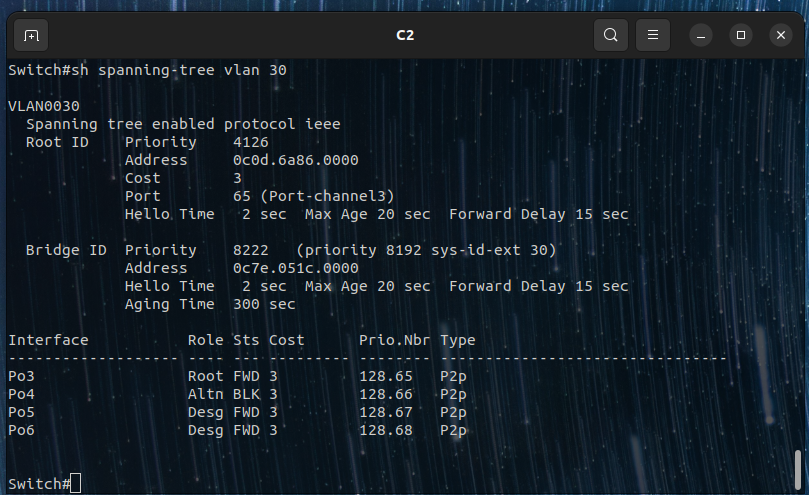 C2
Switch#sh spanning-tree vlan 30
VLAN0030
  Spanning tree enabled protocol ieee
  Root ID    Priority    4126
             Address     0c0d.6a86.0000
             Cost        3
             Port        65 (Port-channel3)
             Hello Time   2 sec  Max Age 20 sec  Forward Delay 15 sec
  Bridge ID  Priority    8222   (priority 8192 sys-id-ext 30)
             Address     0c7e.051c.0000
             Hello Time   2 sec  Max Age 20 sec  Forward Delay 15 sec
             Aging Time  300 sec
Interface           Role Sts Cost      Prio.Nbr Type
------------------- ---- --- --------- -------- --------------------------------
Po3                 Root FWD 3         128.65   P2p
Po4                 Altn BLK 3         128.66   P2p
Po5                 Desg FWD 3         128.67   P2p
Po6                 Desg FWD 3         128.68   P2p
Switch#